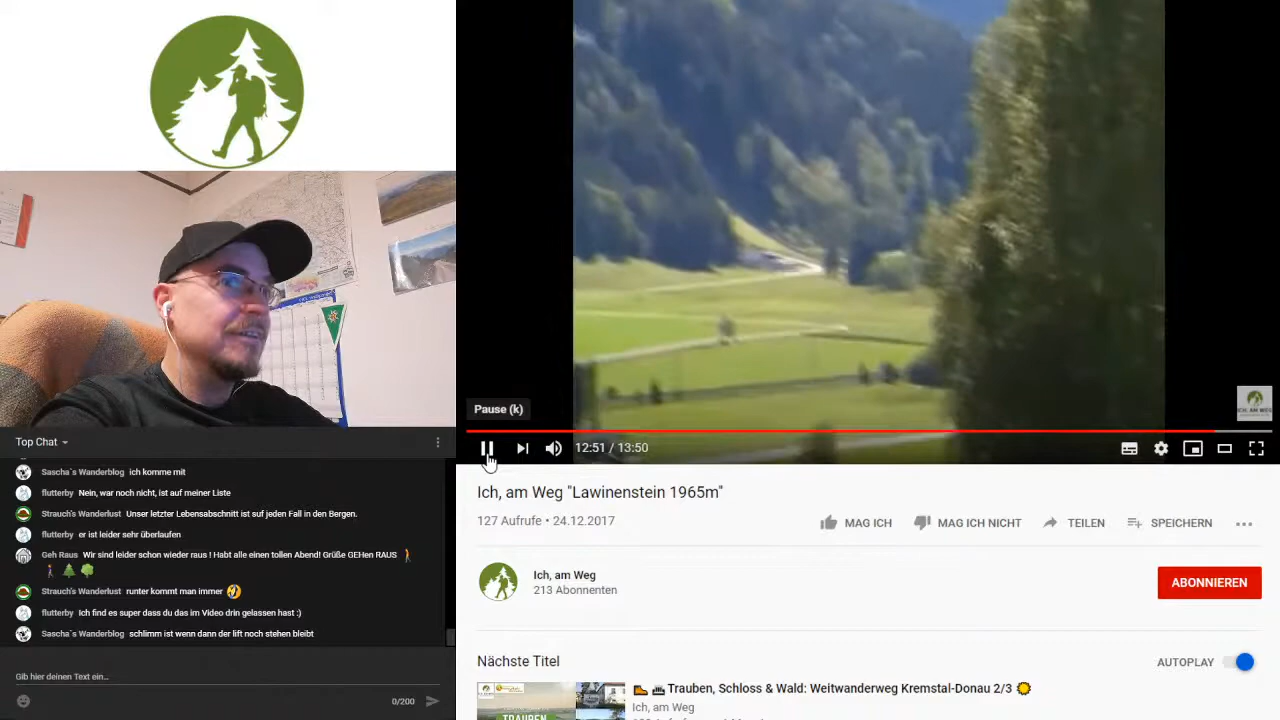 Top Chat
Sascha´s Wanderblog ich komme mit
flutterby Nein, war noch nicht, ist auf meiner Liste
Strauch's Wanderlust Unser letzter Lebensabschnitt ist suf jeden Fall in den Bergen.
flutterby er ist leider sehr überlaufen
Geh Raus Wir sind leider schon wieder raus ! Habt alle einen tollen Abend! Grüße GEHen RAUS
Strauch's Wanderlust runter kommt man immer
flutterby Ich find es super dass du das im Video drin gelassen hast :)
Sascha´s Wanderblog schlimm ist wenn dann der lift noch stehen bleibt
Gib hier deinen Text ein...
0/200
Pause (k)
ICH, AM WEG
12:51 / 13:50
Ich, am Weg "Lawinenstein 1965m"
127 Aufrufe • 24.12.2017
MAG ICH
MAG ICH NICHT
TEILEN
SPEICHERN
Ich, am Weg
213 Abonnenten
ABONNIEREN
Nächste Titel
AUTOPLAY
Trauben, Schloss & Wald: Weitwanderweg Kremstal-Donau 2/3
Ich, am Weg
TRAUBEN